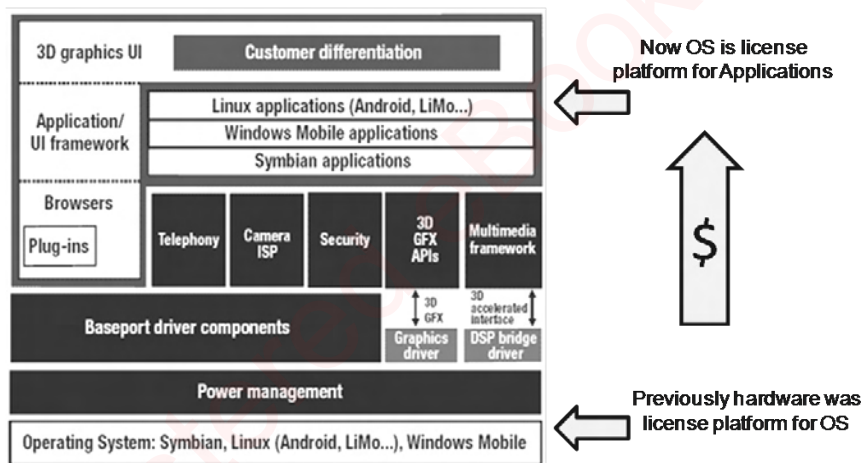 3D graphics UI
Customer differentiation
Now OS is license
platform for Applications
Application/
UI framework
Linux applications (Android, LiMo...)
Windows Mobile applications
Symbian applications
Browsers
Plug-ins
Telephony
Camera
ISP
Security
3D
GFX
APIs
Multimedia
framework
$
Baseport driver components
3D
GFX
3D
accelerated
interface
Graphics
driver
DSP bridge
driver
Power management
Previously hardware was
license platform for OS
Operating System: Symbian, Linux (Android, LiMo...), Windows Mobile